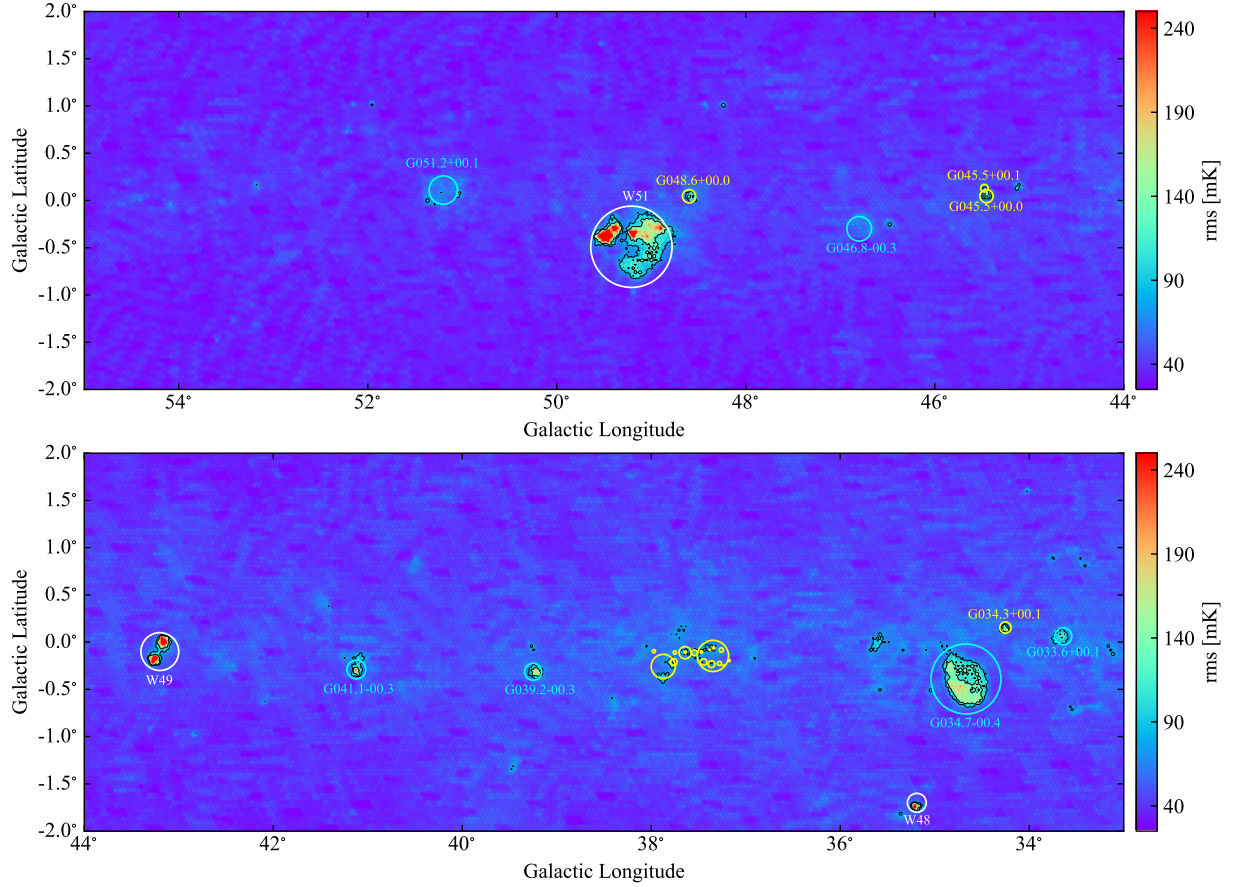 2.0°
1.5°
1.0°
0.5°
0.0°
-0.5°
-1.0°
-1.5°
-2.0°
Galactic Latitude
G051.2+00.1
W51
G048.6+00.0
G046.8-00.3
G045.5+00.1
G045.5+00.0
54°
52°
50°
48°
46°
44°
Galactic Longitude
240
190
140
90
40
rms [mK]
2.0°
1.5°
1.0°
0.5°
0.0°
-0.5°
-1.0°
-1.5°
-2.0°
Galactic Latitude
W49
G041.1-00.3
G039.2-00.3
G034.3+00.1
G033.6+00.1
G034.7-00.4
W48
44°
42°
40°
38°
36°
34°
Galactic Longitude
240
190
140
90
40
rms [mK]